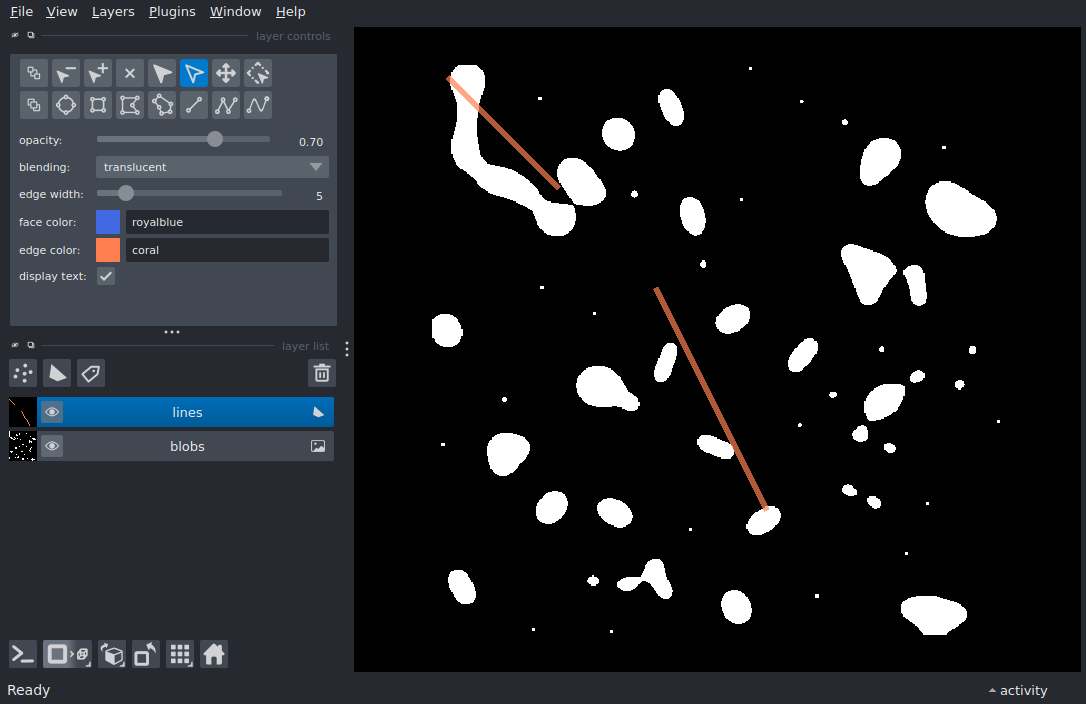 File View Layers Plugins Window Help
layer controls
opacity: 0.70
blending: translucent
edge width: 5
face color: royalblue
edge color: coral
display text:
layer list
lines
blobs
Ready
activity